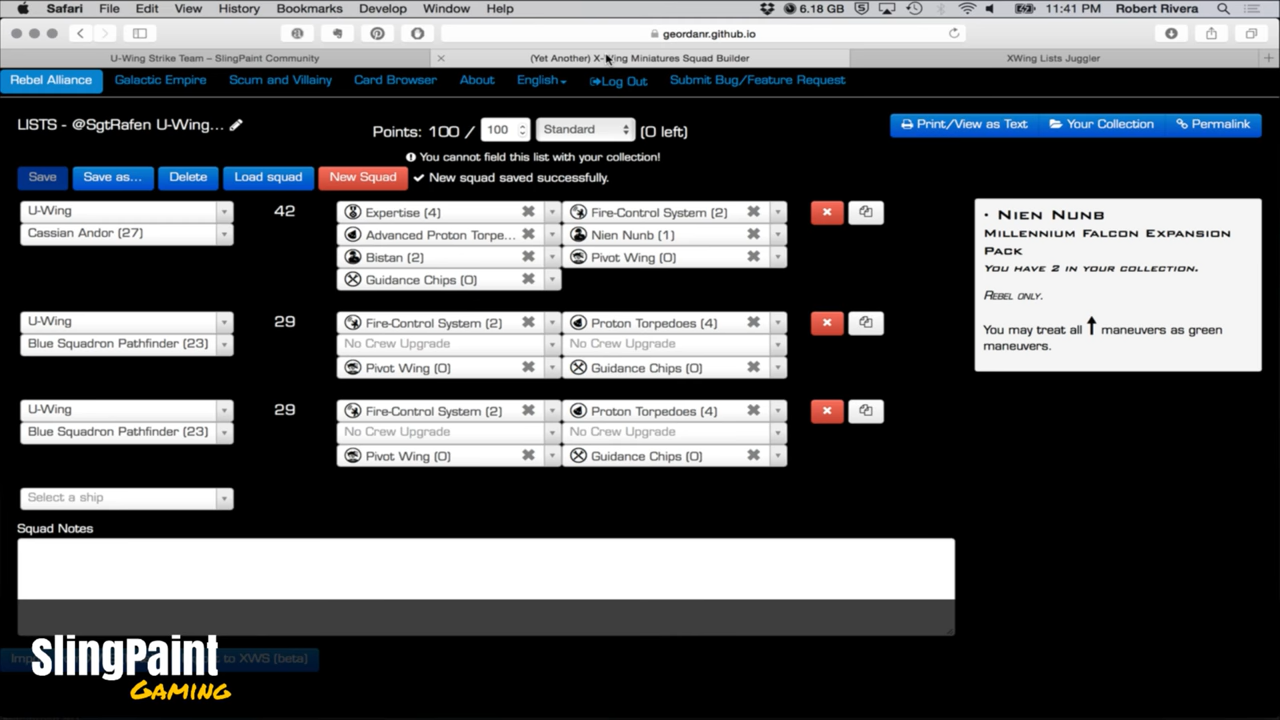 Safari File Edit View History Bookmarks Develop Window Help 6.18 GB 11:41 PM Robert Rivera
geordanr.github.io
U-Wing Strike Team – SlingPaint Community (Yet Another) X-Wing Miniatures Squad Builder XWing Lists Juggler
Rebel Alliance Galactic Empire Scum and Villainy Card Browser About English Log Out Submit Bug/Feature Request
LISTS - @SgtRafen U-Wing... Points: 100 / 100 Standard (0 left) Print/View as Text Your Collection Permalink
You cannot field this list with your collection!
Save Save as... Delete Load squad New Squad New squad saved successfully.
U-Wing 42 Expertise (4) Fire-Control System (2)
Cassian Andor (27) Advanced Proton Torpe... Nien Nunb (1)
Bistan (2) Pivot Wing (0)
Guidance Chips (0)
U-Wing 29 Fire-Control System (2) Proton Torpedoes (4)
Blue Squadron Pathfinder (23) No Crew Upgrade No Crew Upgrade
Pivot Wing (0) Guidance Chips (0)
U-Wing 29 Fire-Control System (2) Proton Torpedoes (4)
Blue Squadron Pathfinder (23) No Crew Upgrade No Crew Upgrade
Pivot Wing (0) Guidance Chips (0)
· Nien Nunb
Millennium Falcon Expansion
Pack
You have 2 in your collection.
Rebel only.
You may treat all maneuvers as green
maneuvers.
Select a ship
Squad Notes
to XWS (beta)
SlingPaint
GAMING